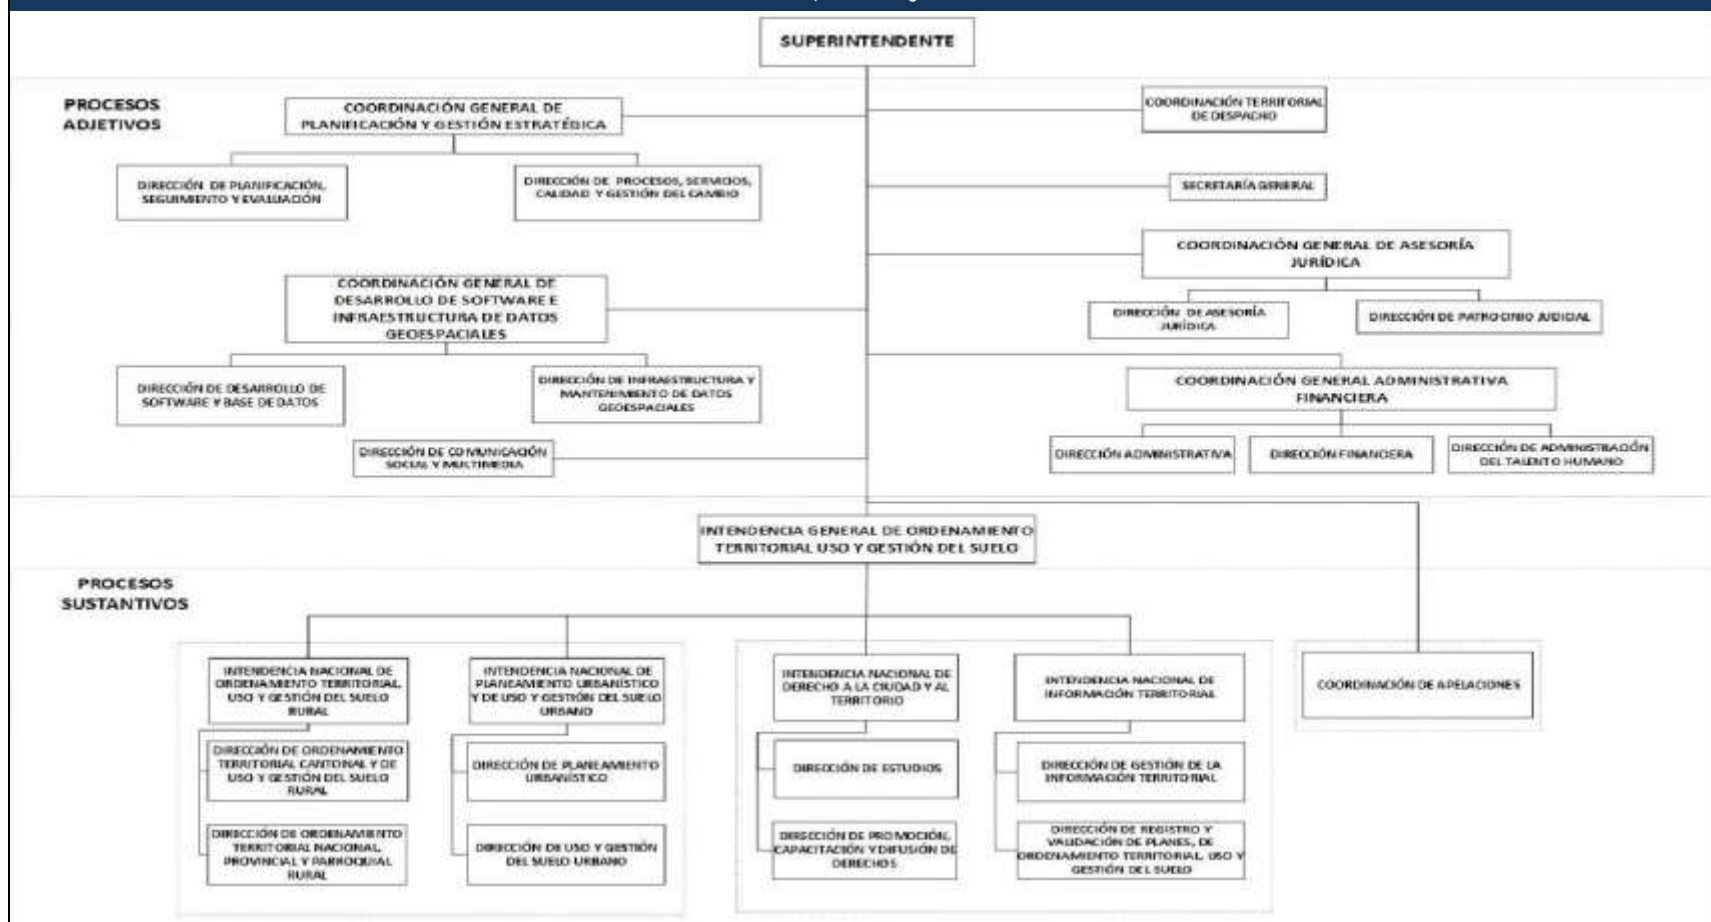 SUPERINTENDENTE
PROCESOS
ADJETIVOS
COORDINACIÓN GENERAL DE
PLANIFICACIÓN Y GESTIÓN ESTRATÉGICA
COORDINACIÓN TERRITORIAL
DE DESPACHO
DIRECCIÓN DE PLANIFICACIÓN,
SEGUIMIENTO Y EVALUACIÓN
DIRECCIÓN DE PROCESOS, SERVICIOS,
CALIDAD Y GESTIÓN DEL CAMBIO
SECRETARÍA GENERAL
COORDINACIÓN GENERAL DE ASESORÍA
JURÍDICA
COORDINACIÓN GENERAL DE
DESARROLLO DE SOFTWARE E
INFRAESTRUCTURA DE DATOS
GEOESPACIALES
DIRECCIÓN DE ASESORÍA
JURÍDICA
DIRECCIÓN DE PATROCINIO JUDICIAL
DIRECCIÓN DE DESARROLLO DE
SOFTWARE Y BASE DE DATOS
DIRECCIÓN DE INFRAESTRUCTURA Y
MANTENIMIENTO DE DATOS
GEOESPACIALES
COORDINACIÓN GENERAL ADMINISTRATIVA
FINANCIERA
DIRECCIÓN DE COMUNICACIÓN
SOCIAL Y MULTIMEDIA
DIRECCIÓN ADMINISTRATIVA
DIRECCIÓN FINANCIERA
DIRECCIÓN DE ADMINISTRACIÓN
DEL TALENTO HUMANO
INTENDENCIA GENERAL DE ORDENAMIENTO
TERRITORIAL USO Y GESTIÓN DEL SUELO
PROCESOS
SUSTANTIVOS
INTENDENCIA NACIONAL DE
ORDENAMIENTO TERRITORIAL,
USO Y GESTIÓN DEL SUELO
RURAL
INTENDENCIA NACIONAL DE
PLANEAMIENTO URBANÍSTICO
Y DE USO Y GESTIÓN DEL SUELO
URBANO
INTENDENCIA NACIONAL DE
DERECHO A LA CIUDAD Y AL
TERRITORIO
INTENDENCIA NACIONAL DE
INFORMACIÓN TERRITORIAL
COORDINACIÓN DE APELACIONES
DIRECCIÓN DE ORDENAMIENTO
TERRITORIAL CANTONAL Y DE
USO Y GESTIÓN DEL SUELO
RURAL
DIRECCIÓN DE PLANEAMIENTO
URBANÍSTICO
DIRECCIÓN DE ESTUDIOS
DIRECCIÓN DE GESTIÓN DE LA
INFORMACIÓN TERRITORIAL
DIRECCIÓN DE ORDENAMIENTO
TERRITORIAL NACIONAL,
PROVINCIAL Y PARROQUIAL
RURAL
DIRECCIÓN DE USO Y GESTIÓN
DEL SUELO URBANO
DIRECCIÓN DE PROMOCIÓN,
CAPACITACIÓN Y DIFUSIÓN DE
DERECHOS
DIRECCIÓN DE REGISTRO Y
VALIDACIÓN DE PLANES, DE
ORDENAMIENTO TERRITORIAL, USO Y
GESTIÓN DEL SUELO